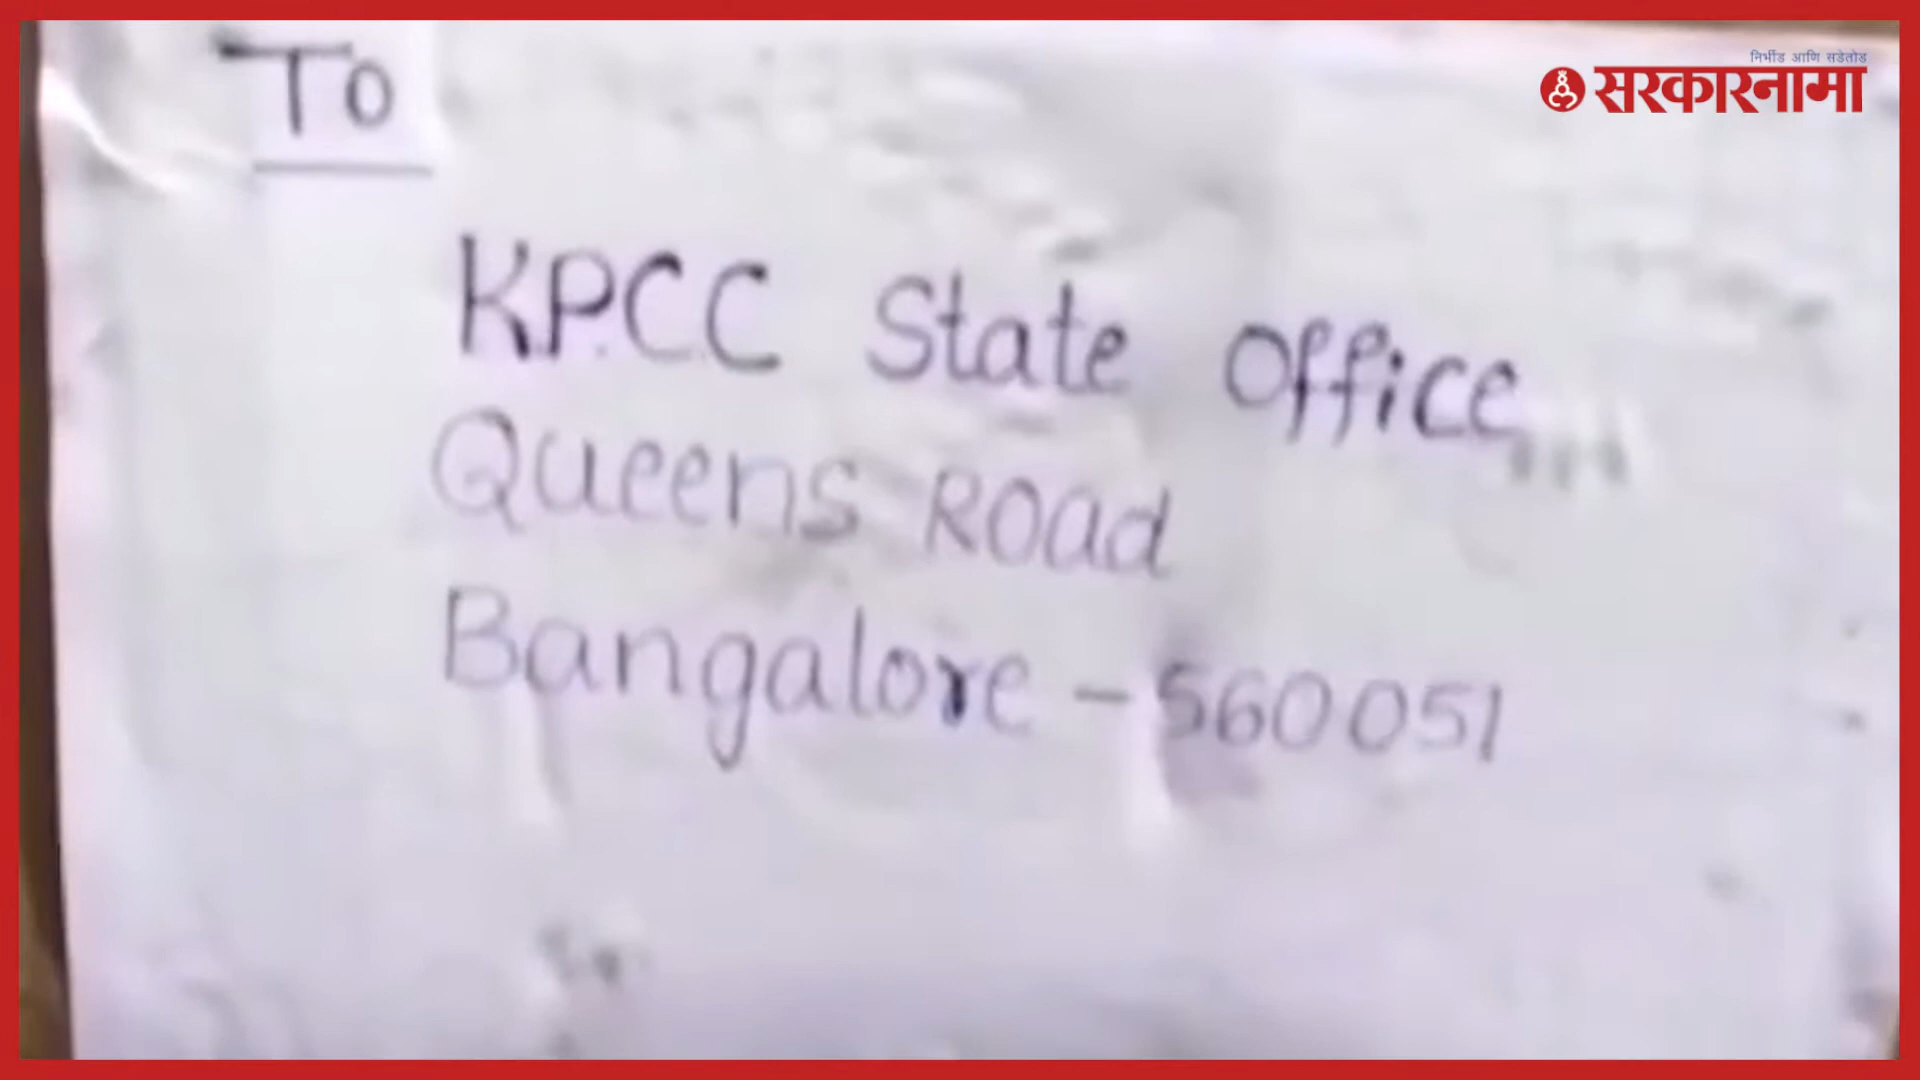 निर्भीड आणि सडेतोड
सरकारनामा
To
KPCC State Office,
Queens Road
Bangalore - 560051